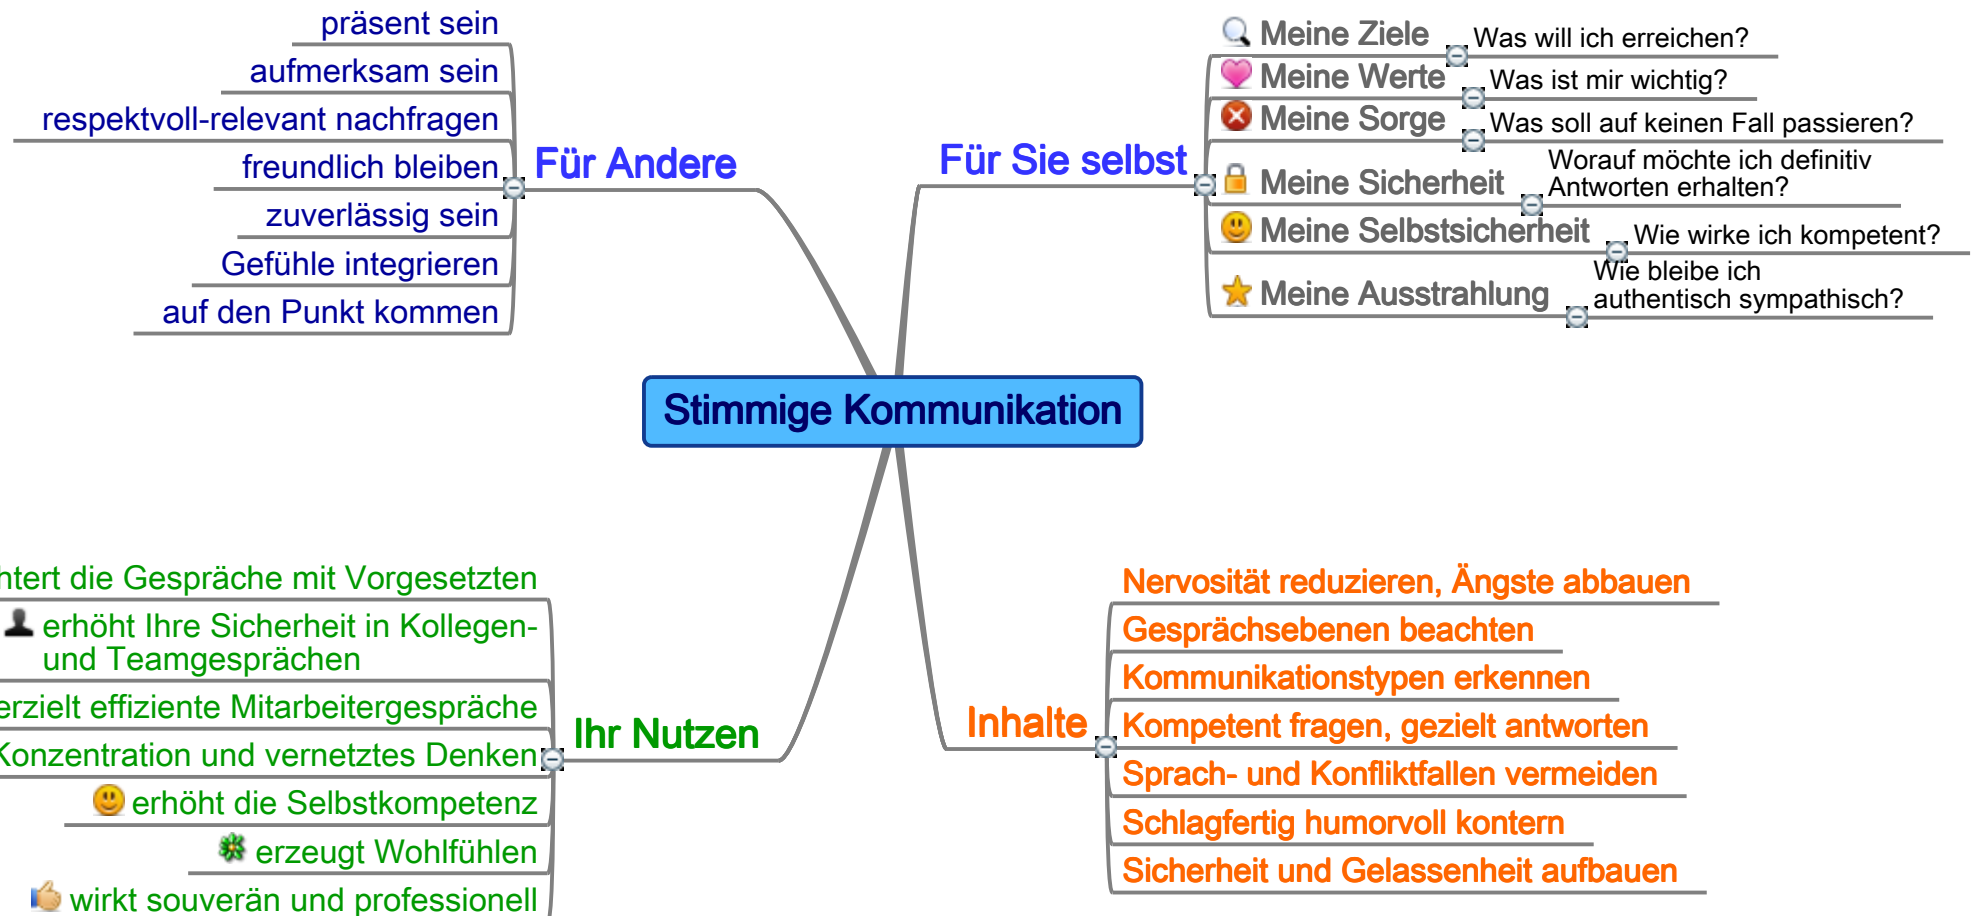 präsent sein
aufmerksam sein
respektvoll-relevant nachfragen
freundlich bleiben
zuverlässig sein
Gefühle integrieren
auf den Punkt kommen
Für Andere
Für Sie selbst
Meine Ziele
Was will ich erreichen?
Meine Werte
Was ist mir wichtig?
Meine Sorge
Was soll auf keinen Fall passieren?
Meine Sicherheit
Worauf möchte ich definitiv
Antworten erhalten?
Meine Selbstsicherheit
Wie wirke ich kompetent?
Meine Ausstrahlung
Wie bleibe ich
authentisch sympathisch?
Stimmige Kommunikation
die Gespräche mit Vorgesetzten
erhöht Ihre Sicherheit in Kollegen-
und Teamgesprächen
erzielt effiziente Mitarbeitergespräche
Konzentration und vernetztes Denken
erhöht die Selbstkompetenz
erzeugt Wohlfühlen
wirkt souverän und professionell
Ihr Nutzen
Inhalte
Nervosität reduzieren, Ängste abbauen
Gesprächsebenen beachten
Kommunikationstypen erkennen
Kompetent fragen, gezielt antworten
Sprach- und Konfliktfallen vermeiden
Schlagfertig humorvoll kontern
Sicherheit und Gelassenheit aufbauen